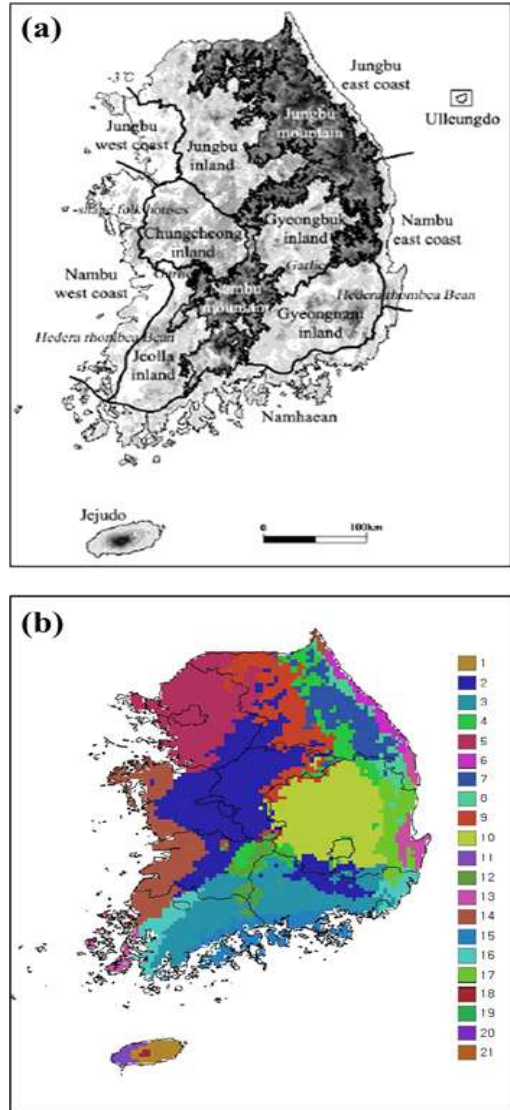 (a)
Jungbu
east coast
-3℃
Ulleungdo
Jungbu
west coast
Jungbu
inland
Jungbu
mountain
-shape folk houses
Chungcheong
inland
Gyeongbuk
inland
Nambu
east coast
Garlic
Nambu
west coast
Nambu
mountain
Hedera rhombea Bean
Gyeongnam
inland
Hedera rhombea Bean
Jeolla
inland
Namhaean
Jejudo
0
100km
(b)
1
2
3
4
5
6
7
8
9
10
11
12
13
14
15
16
17
18
19
20
21